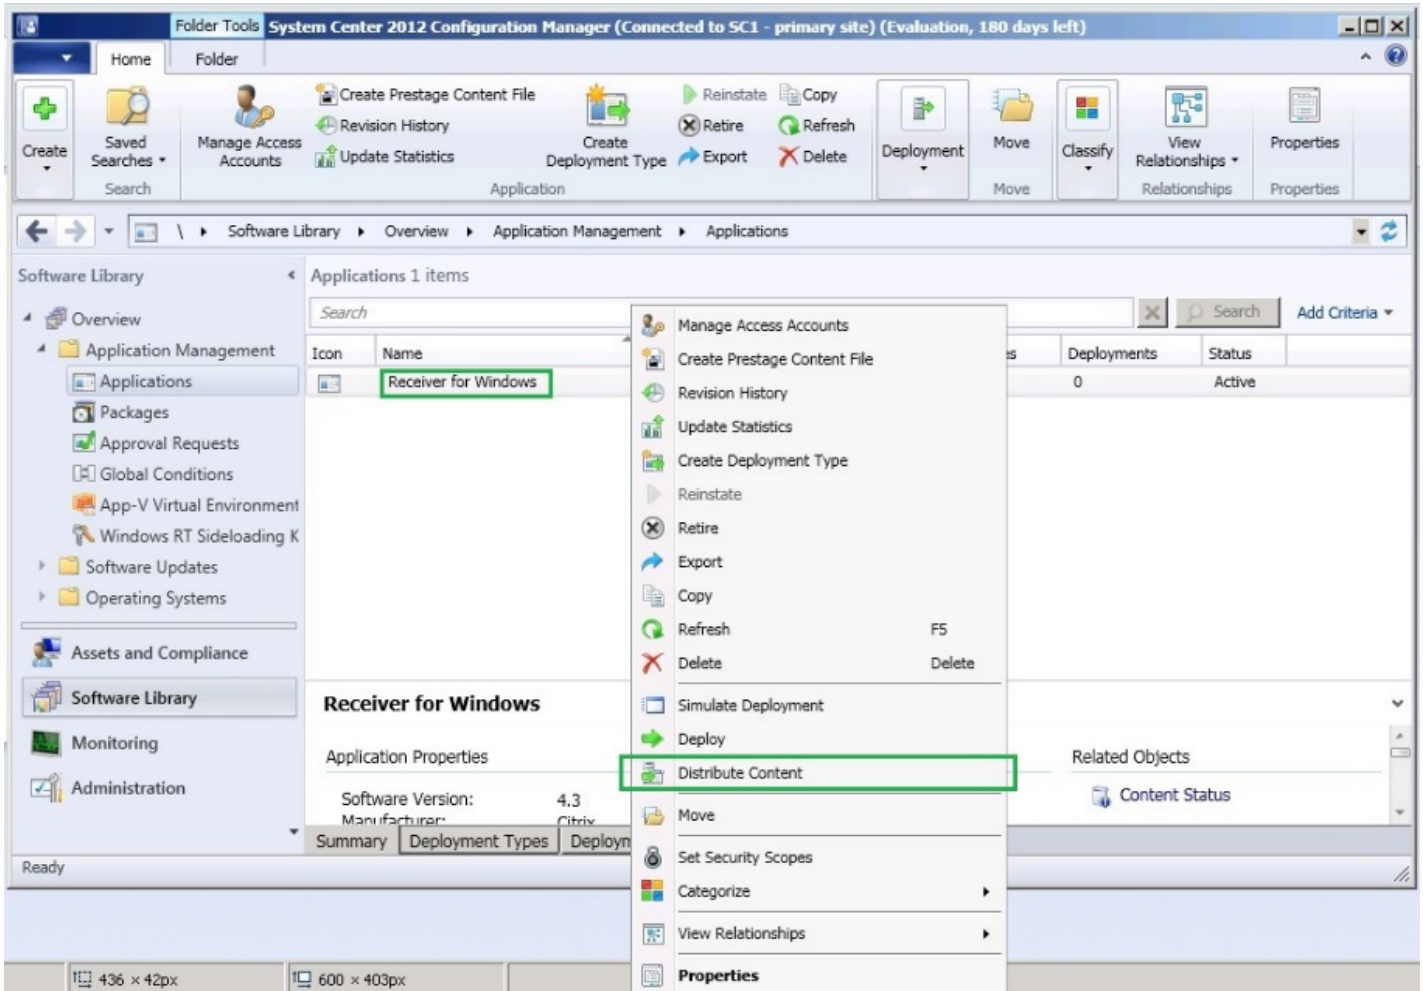 Folder Tools System Center 2012 Configuration Manager (Connected to SC1 - primary site) (Evaluation, 180 days left)
Home Folder
Create
Saved Searches
Search
Manage Access Accounts
Create Prestage Content File
Revision History
Update Statistics
Create Deployment Type
Reinstate
Retire
Export
Copy
Refresh
Delete
Application
Deployment
Move
Move
Classify
View Relationships
Relationships
Properties
Properties
\ Software Library Overview Application Management Applications
Software Library
Overview
Application Management
Applications
Packages
Approval Requests
Global Conditions
App-V Virtual Environment
Windows RT Sideloading K
Software Updates
Operating Systems
Assets and Compliance
Software Library
Monitoring
Administration
Applications 1 items
Search
Search
Add Criteria
Icon Name Deployments Status
Receiver for Windows 0 Active
Manage Access Accounts
Create Prestage Content File
Revision History
Update Statistics
Create Deployment Type
Reinstate
Retire
Export
Copy
Refresh F5
Delete Delete
Simulate Deployment
Deploy
Distribute Content
Move
Set Security Scopes
Categorize
View Relationships
Properties
Receiver for Windows
Application Properties
Software Version: 4.3
Manufacturer: Citrix
Related Objects
Content Status
Summary Deployment Types Deployn
Ready
436 × 42px 600 × 403px